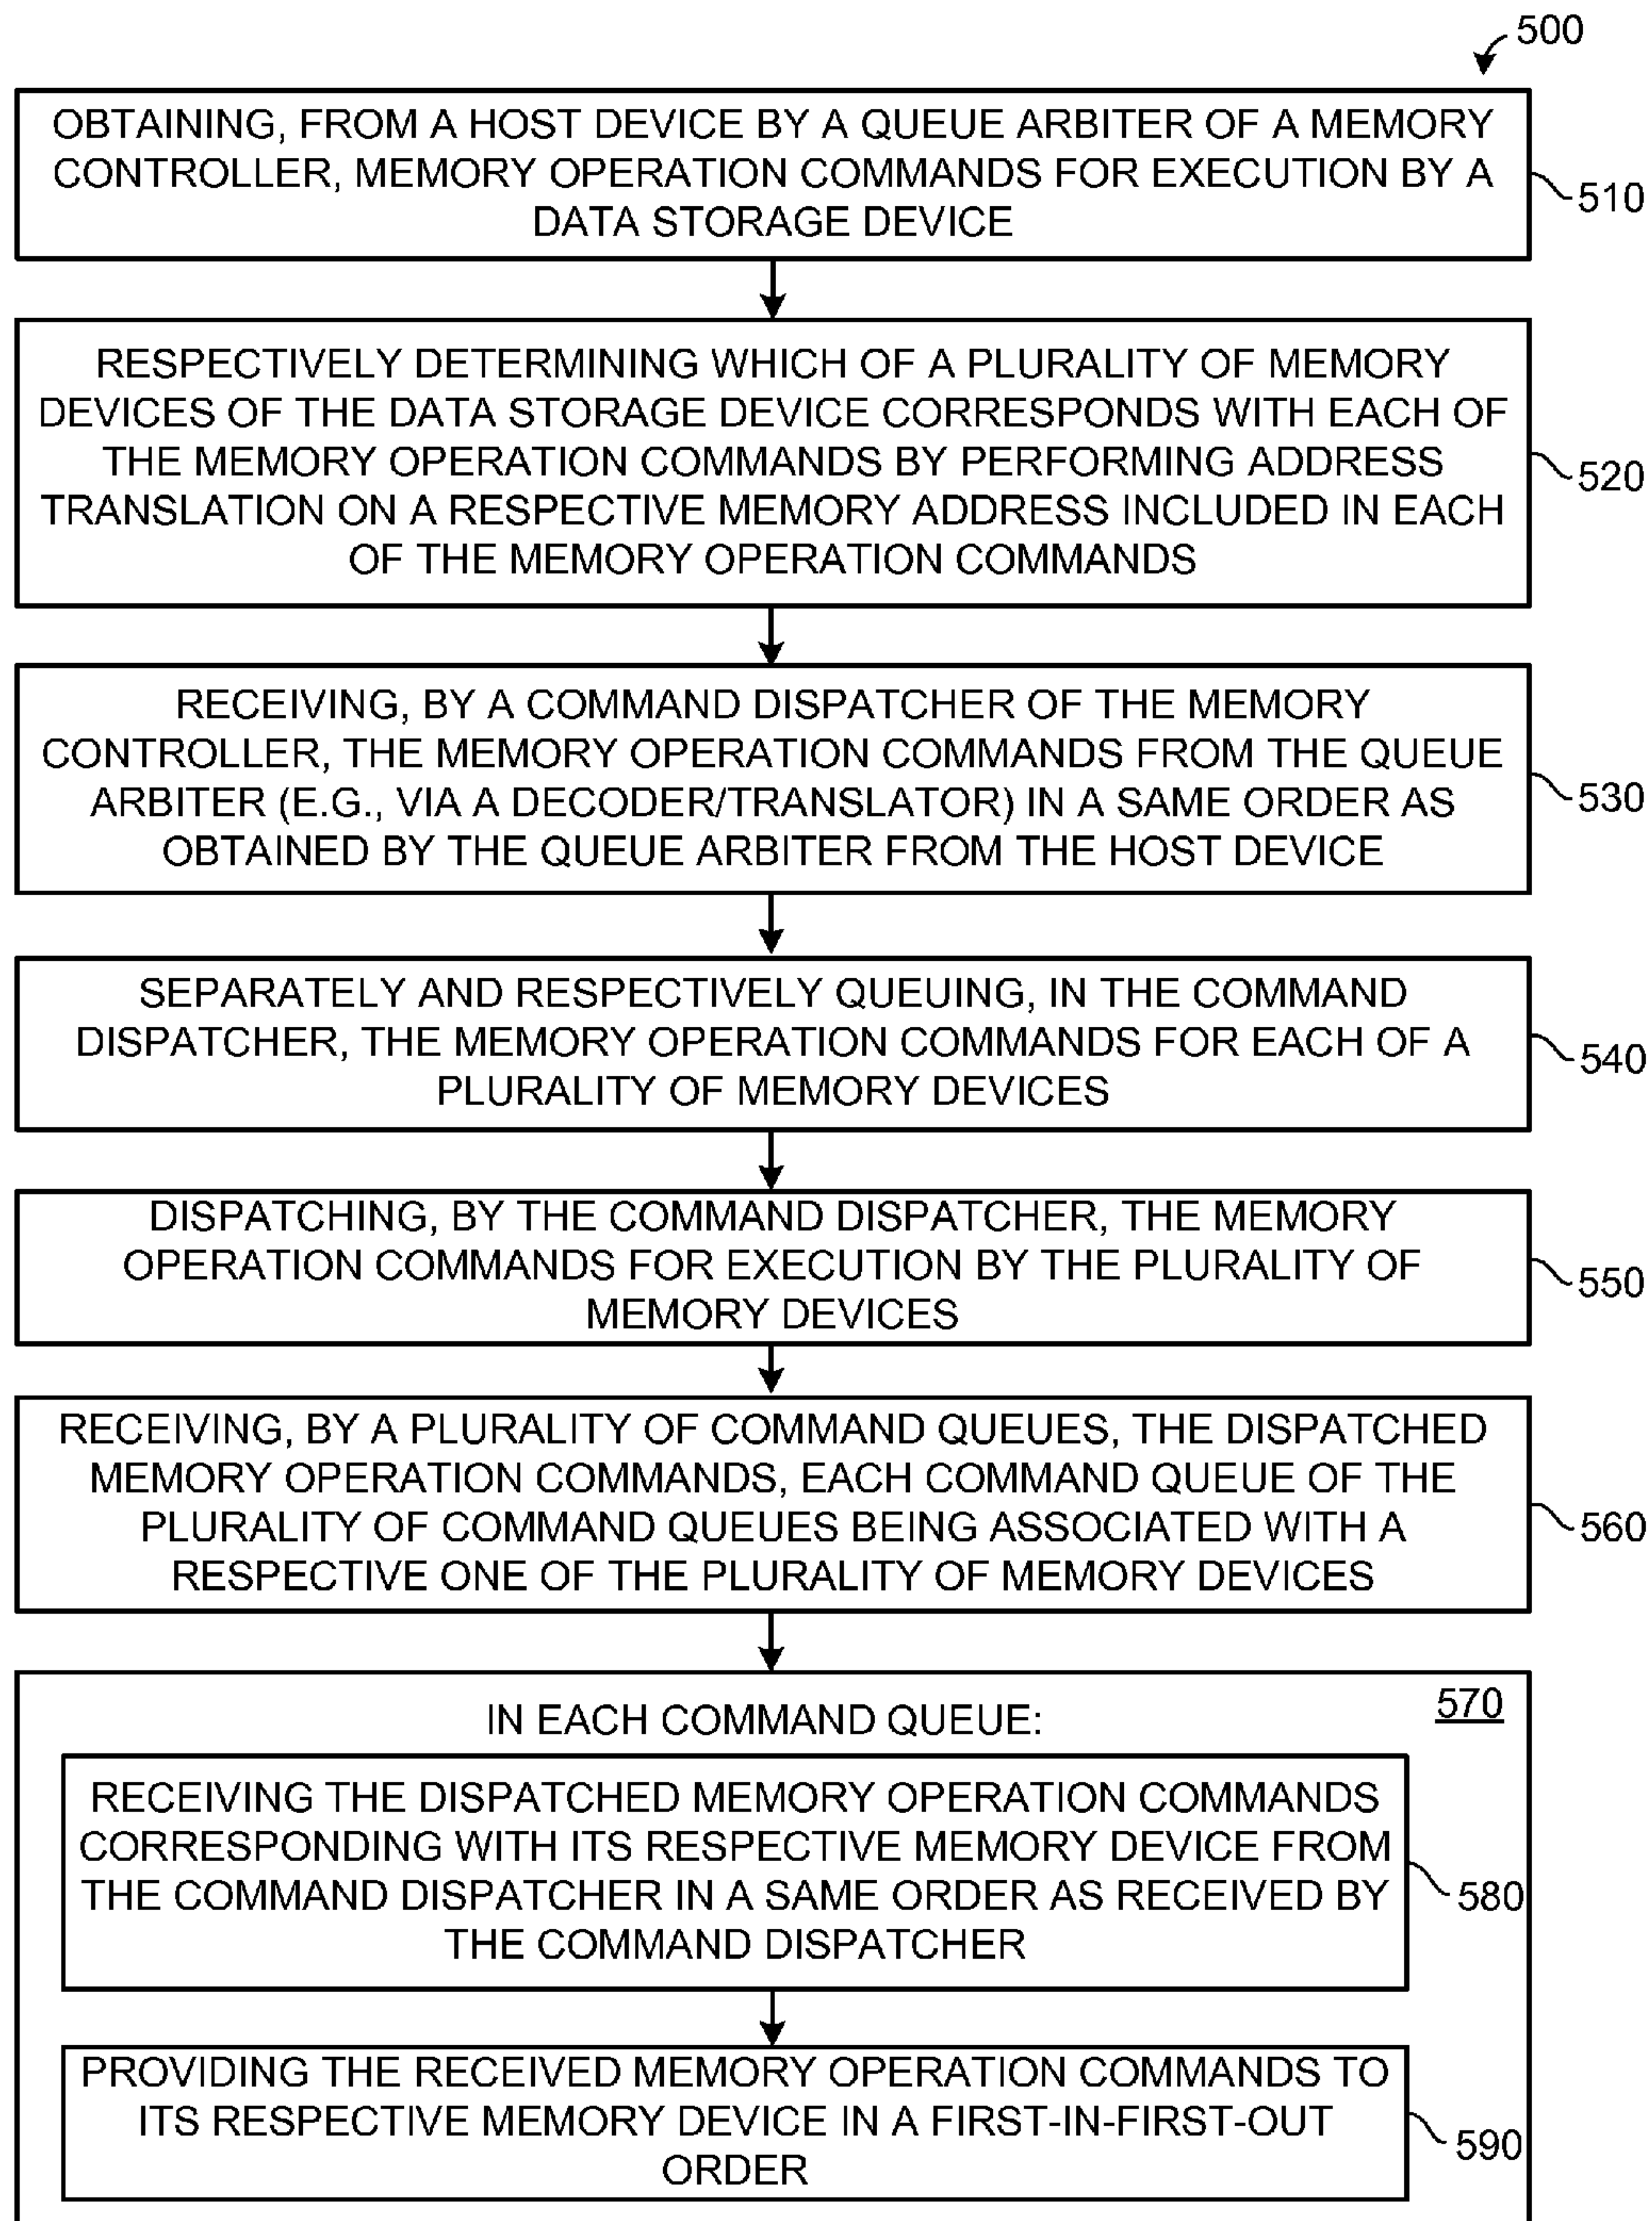 500
OBTAINING, FROM A HOST DEVICE BY A QUEUE ARBITER OF A MEMORY
CONTROLLER, MEMORY OPERATION COMMANDS FOR EXECUTION BY A
DATA STORAGE DEVICE
510
RESPECTIVELY DETERMINING WHICH OF A PLURALITY OF MEMORY
DEVICES OF THE DATA STORAGE DEVICE CORRESPONDS WITH EACH OF
THE MEMORY OPERATION COMMANDS BY PERFORMING ADDRESS
TRANSLATION ON A RESPECTIVE MEMORY ADDRESS INCLUDED IN EACH
OF THE MEMORY OPERATION COMMANDS
520
RECEIVING, BY A COMMAND DISPATCHER OF THE MEMORY
CONTROLLER, THE MEMORY OPERATION COMMANDS FROM THE QUEUE
ARBITER (E.G., VIA A DECODER/TRANSLATOR) IN A SAME ORDER AS
OBTAINED BY THE QUEUE ARBITER FROM THE HOST DEVICE
530
SEPARATELY AND RESPECTIVELY QUEUING, IN THE COMMAND
DISPATCHER, THE MEMORY OPERATION COMMANDS FOR EACH OF A
PLURALITY OF MEMORY DEVICES
540
DISPATCHING, BY THE COMMAND DISPATCHER, THE MEMORY
OPERATION COMMANDS FOR EXECUTION BY THE PLURALITY OF
MEMORY DEVICES
550
RECEIVING, BY A PLURALITY OF COMMAND QUEUES, THE DISPATCHED
MEMORY OPERATION COMMANDS, EACH COMMAND QUEUE OF THE
PLURALITY OF COMMAND QUEUES BEING ASSOCIATED WITH A
RESPECTIVE ONE OF THE PLURALITY OF MEMORY DEVICES
560
570
IN EACH COMMAND QUEUE:
RECEIVING THE DISPATCHED MEMORY OPERATION COMMANDS
CORRESPONDING WITH ITS RESPECTIVE MEMORY DEVICE FROM
THE COMMAND DISPATCHER IN A SAME ORDER AS RECEIVED BY
THE COMMAND DISPATCHER
580
PROVIDING THE RECEIVED MEMORY OPERATION COMMANDS TO
ITS RESPECTIVE MEMORY DEVICE IN A FIRST-IN-FIRST-OUT
ORDER
590